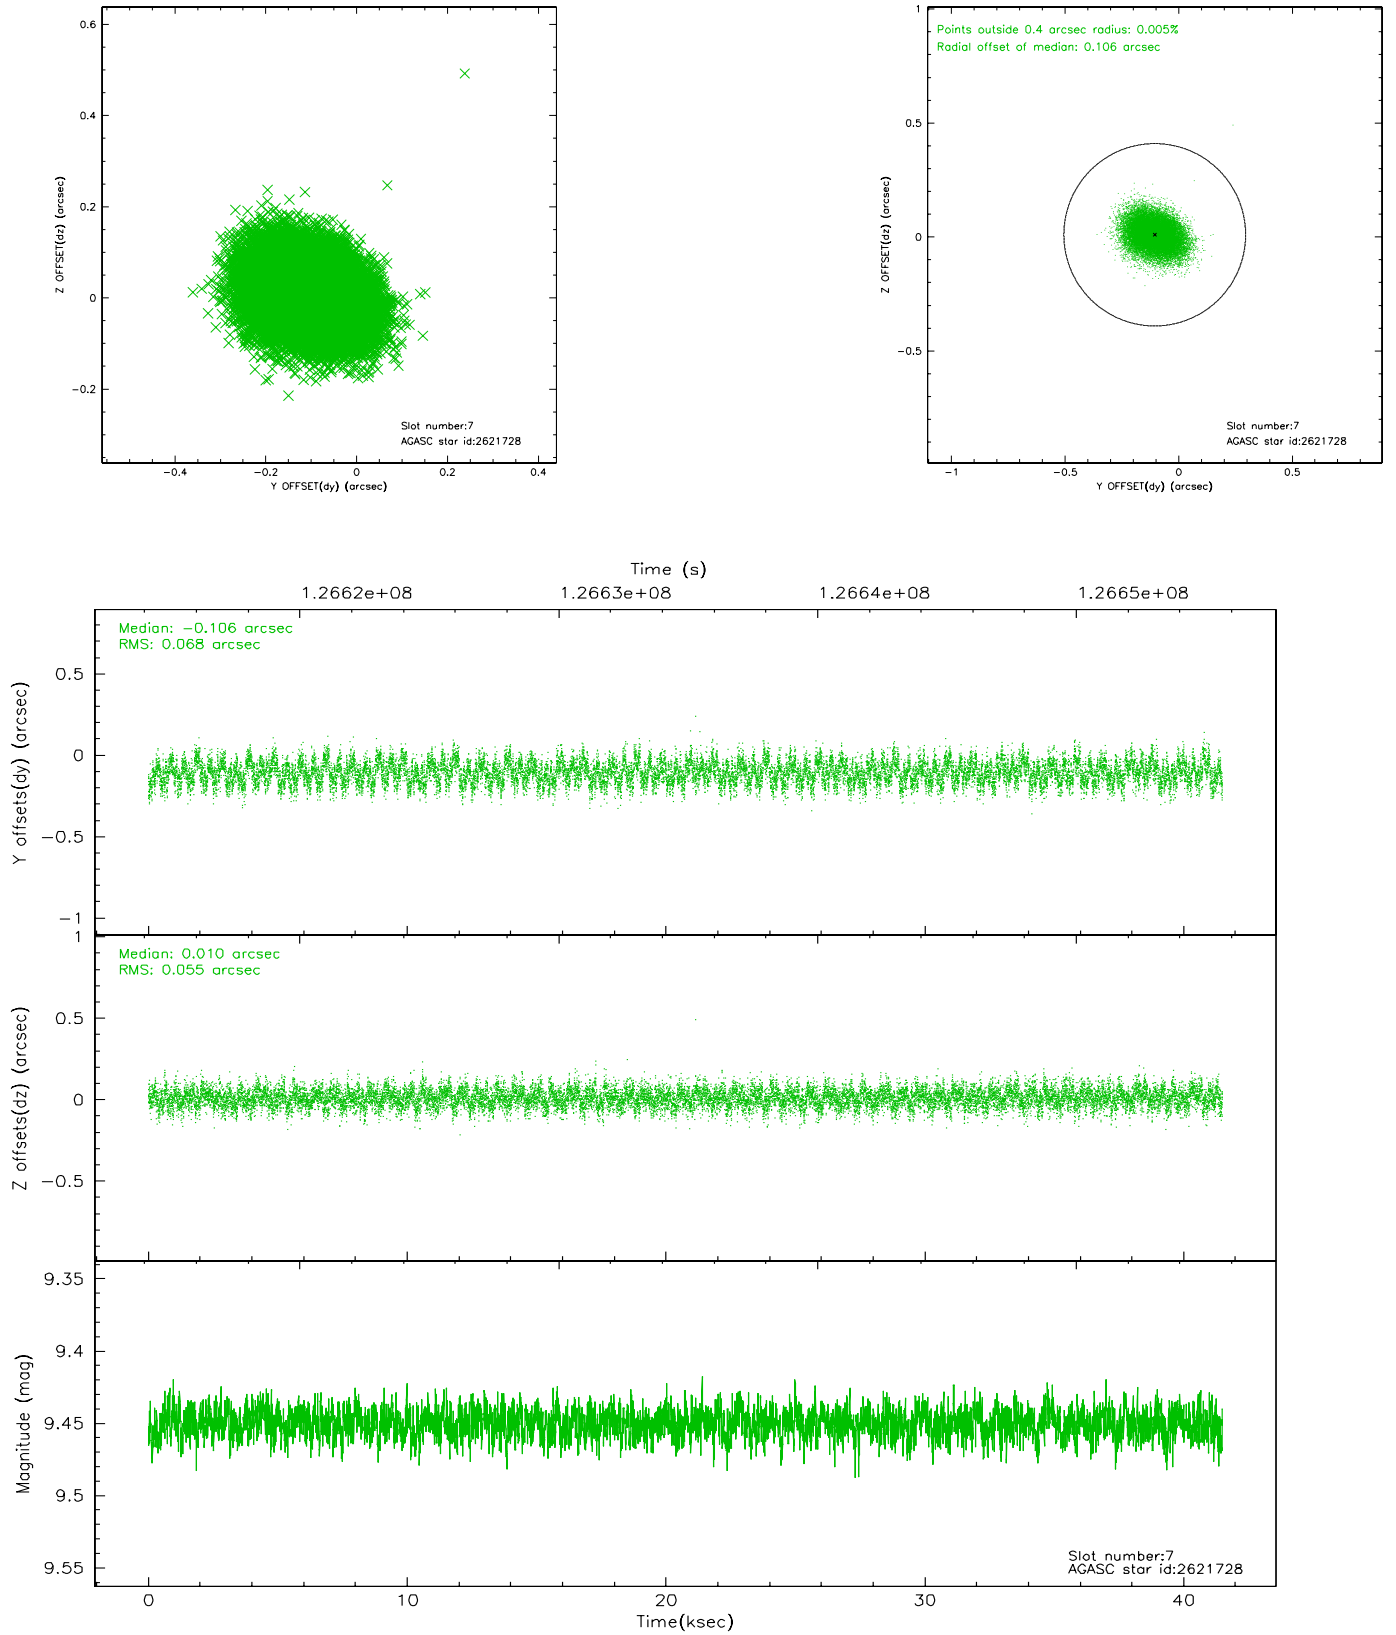 0.6
0.4
0.2
0
−0.2
Z OFFSET(dz) (arcsec)
Slot number:7
AGASC star id:2621728
−0.4 −0.2 0 0.2 0.4
Y OFFSET(dy) (arcsec)
1
0.5
0
−0.5
Z OFFSET(dz) (arcsec)
Points outside 0.4 arcsec radius: 0.005%
Radial offset of median: 0.106 arcsec
Slot number:7
AGASC star id:2621728
−1 −0.5 0 0.5
Y OFFSET(dy) (arcsec)
Time (s)
1.2662e+08 1.2663e+08 1.2664e+08 1.2665e+08
Median: −0.106 arcsec
RMS: 0.068 arcsec
0.5
0
−0.5
−1
Y offsets(dy) (arcsec)
Median: 0.010 arcsec
RMS: 0.055 arcsec
1
0.5
0
−0.5
Z offsets(dz) (arcsec)
9.35
9.4
9.45
9.5
9.55
Magnitude (mag)
Slot number:7
AGASC star id:2621728
0 10 20 30 40
Time(ksec)